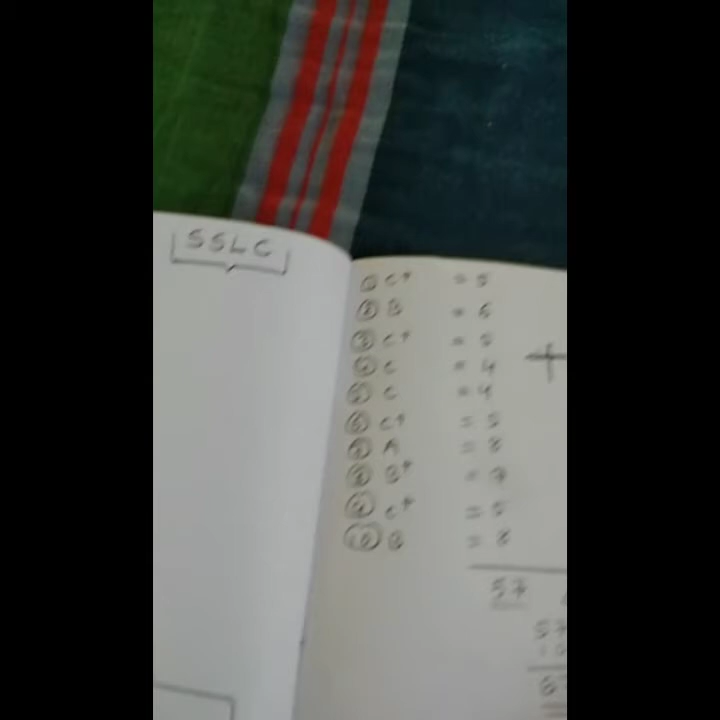 SSLC
① C+ = 5
② B = 6
③ C+ = 5
④ C = 4
⑤ C = 4
⑥ C+ = 5
⑦ A = 8
⑧ B+ = 7
⑨ C+ = 5
⑩ B = 8
57